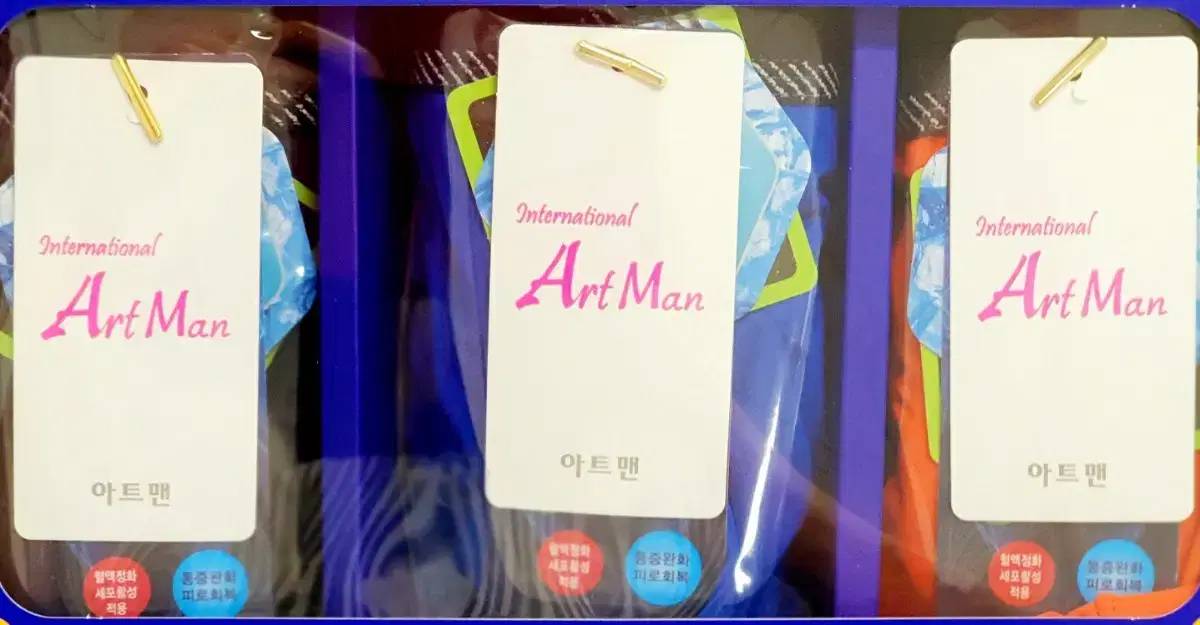 International
Art Man
아트맨
혈액정화
세포활성
적용
통증완화
피로회복
International
Art Man
아트맨
혈액정화
세포활성
적용
통증완화
피로회복
International
Art Man
아트맨
혈액정화
세포활성
적용
통증완화
피로회복